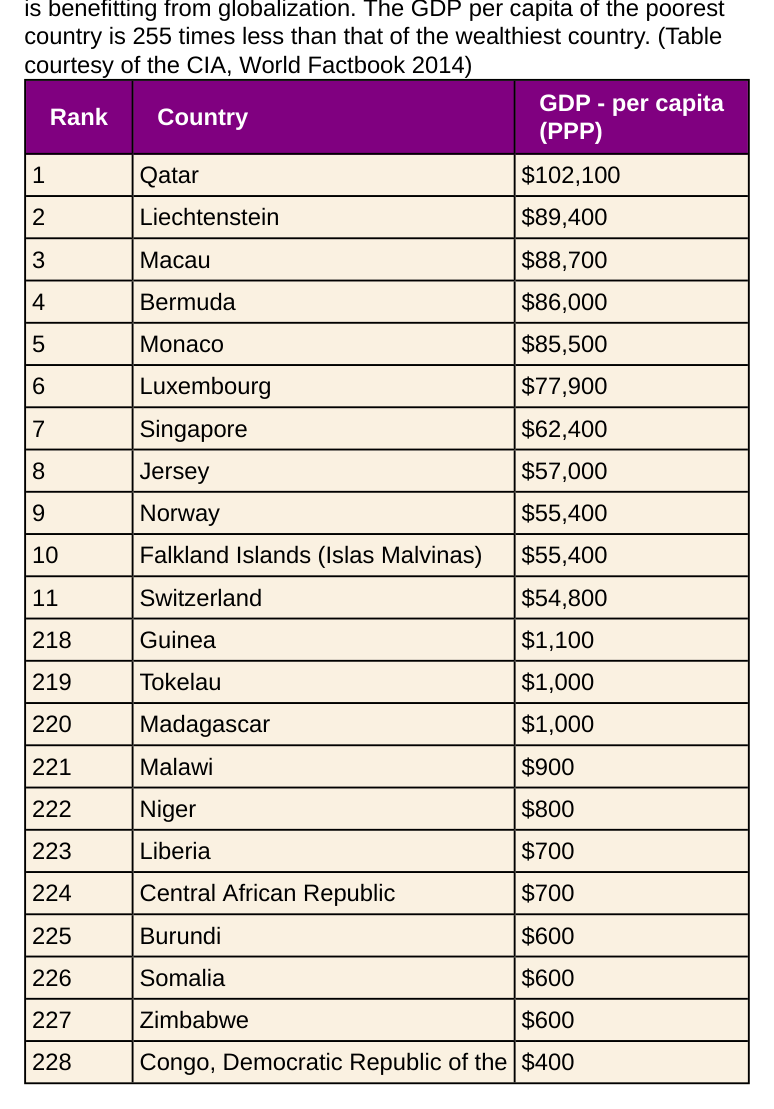 is benefitting from globalization. The GDP per capita of the poorest
country is 255 times less than that of the wealthiest country. (Table
courtesy of the CIA, World Factbook 2014)
Rank Country GDP - per capita (PPP)
1 Qatar $102,100
2 Liechtenstein $89,400
3 Macau $88,700
4 Bermuda $86,000
5 Monaco $85,500
6 Luxembourg $77,900
7 Singapore $62,400
8 Jersey $57,000
9 Norway $55,400
10 Falkland Islands (Islas Malvinas) $55,400
11 Switzerland $54,800
218 Guinea $1,100
219 Tokelau $1,000
220 Madagascar $1,000
221 Malawi $900
222 Niger $800
223 Liberia $700
224 Central African Republic $700
225 Burundi $600
226 Somalia $600
227 Zimbabwe $600
228 Congo, Democratic Republic of the $400